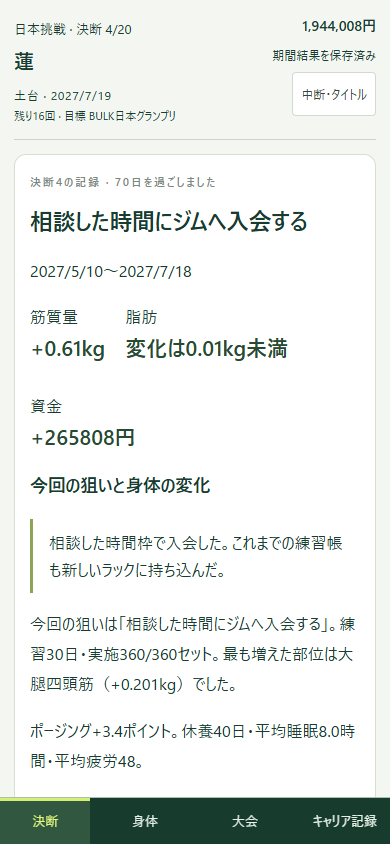 日本挑戦・決断 4/20
1,944,008円
蓮
期間結果を保存済み
土台・2027/7/19
残り16回・目標 BULK日本グランプリ
中断・タイトル
決断4の記録・70日を過ごしました
相談した時間にジムへ入会する
2027/5/10〜2027/7/18
筋質量
脂肪
+0.61kg
変化は0.01kg未満
資金
+265808円
今回の狙いと身体の変化
相談した時間枠で入会した。これまでの練習帳
も新しいラックに持ち込んだ。
今回の狙いは「相談した時間にジムへ入会する」。練
習30日・実施360/360セット。最も増えた部位は大
腿四頭筋（+0.201kg）でした。
ポージング+3.4ポイント。休養40日・平均睡眠8.0時
間・平均疲労48。
決断
身体
大会
キャリア記録